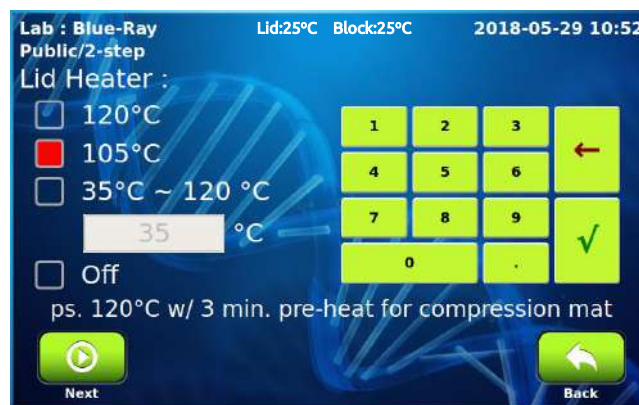 Lab : Blue-Ray Lid:25°C Block:25°C 2018-05-29 10:52
Public/2-step
Lid Heater :
120°C
105°C
35°C ~ 120 °C
35 °C
Off
1 2 3 ←
4 5 6
7 8 9 √
0 .
ps. 120°C w/ 3 min. pre-heat for compression mat
Next Back